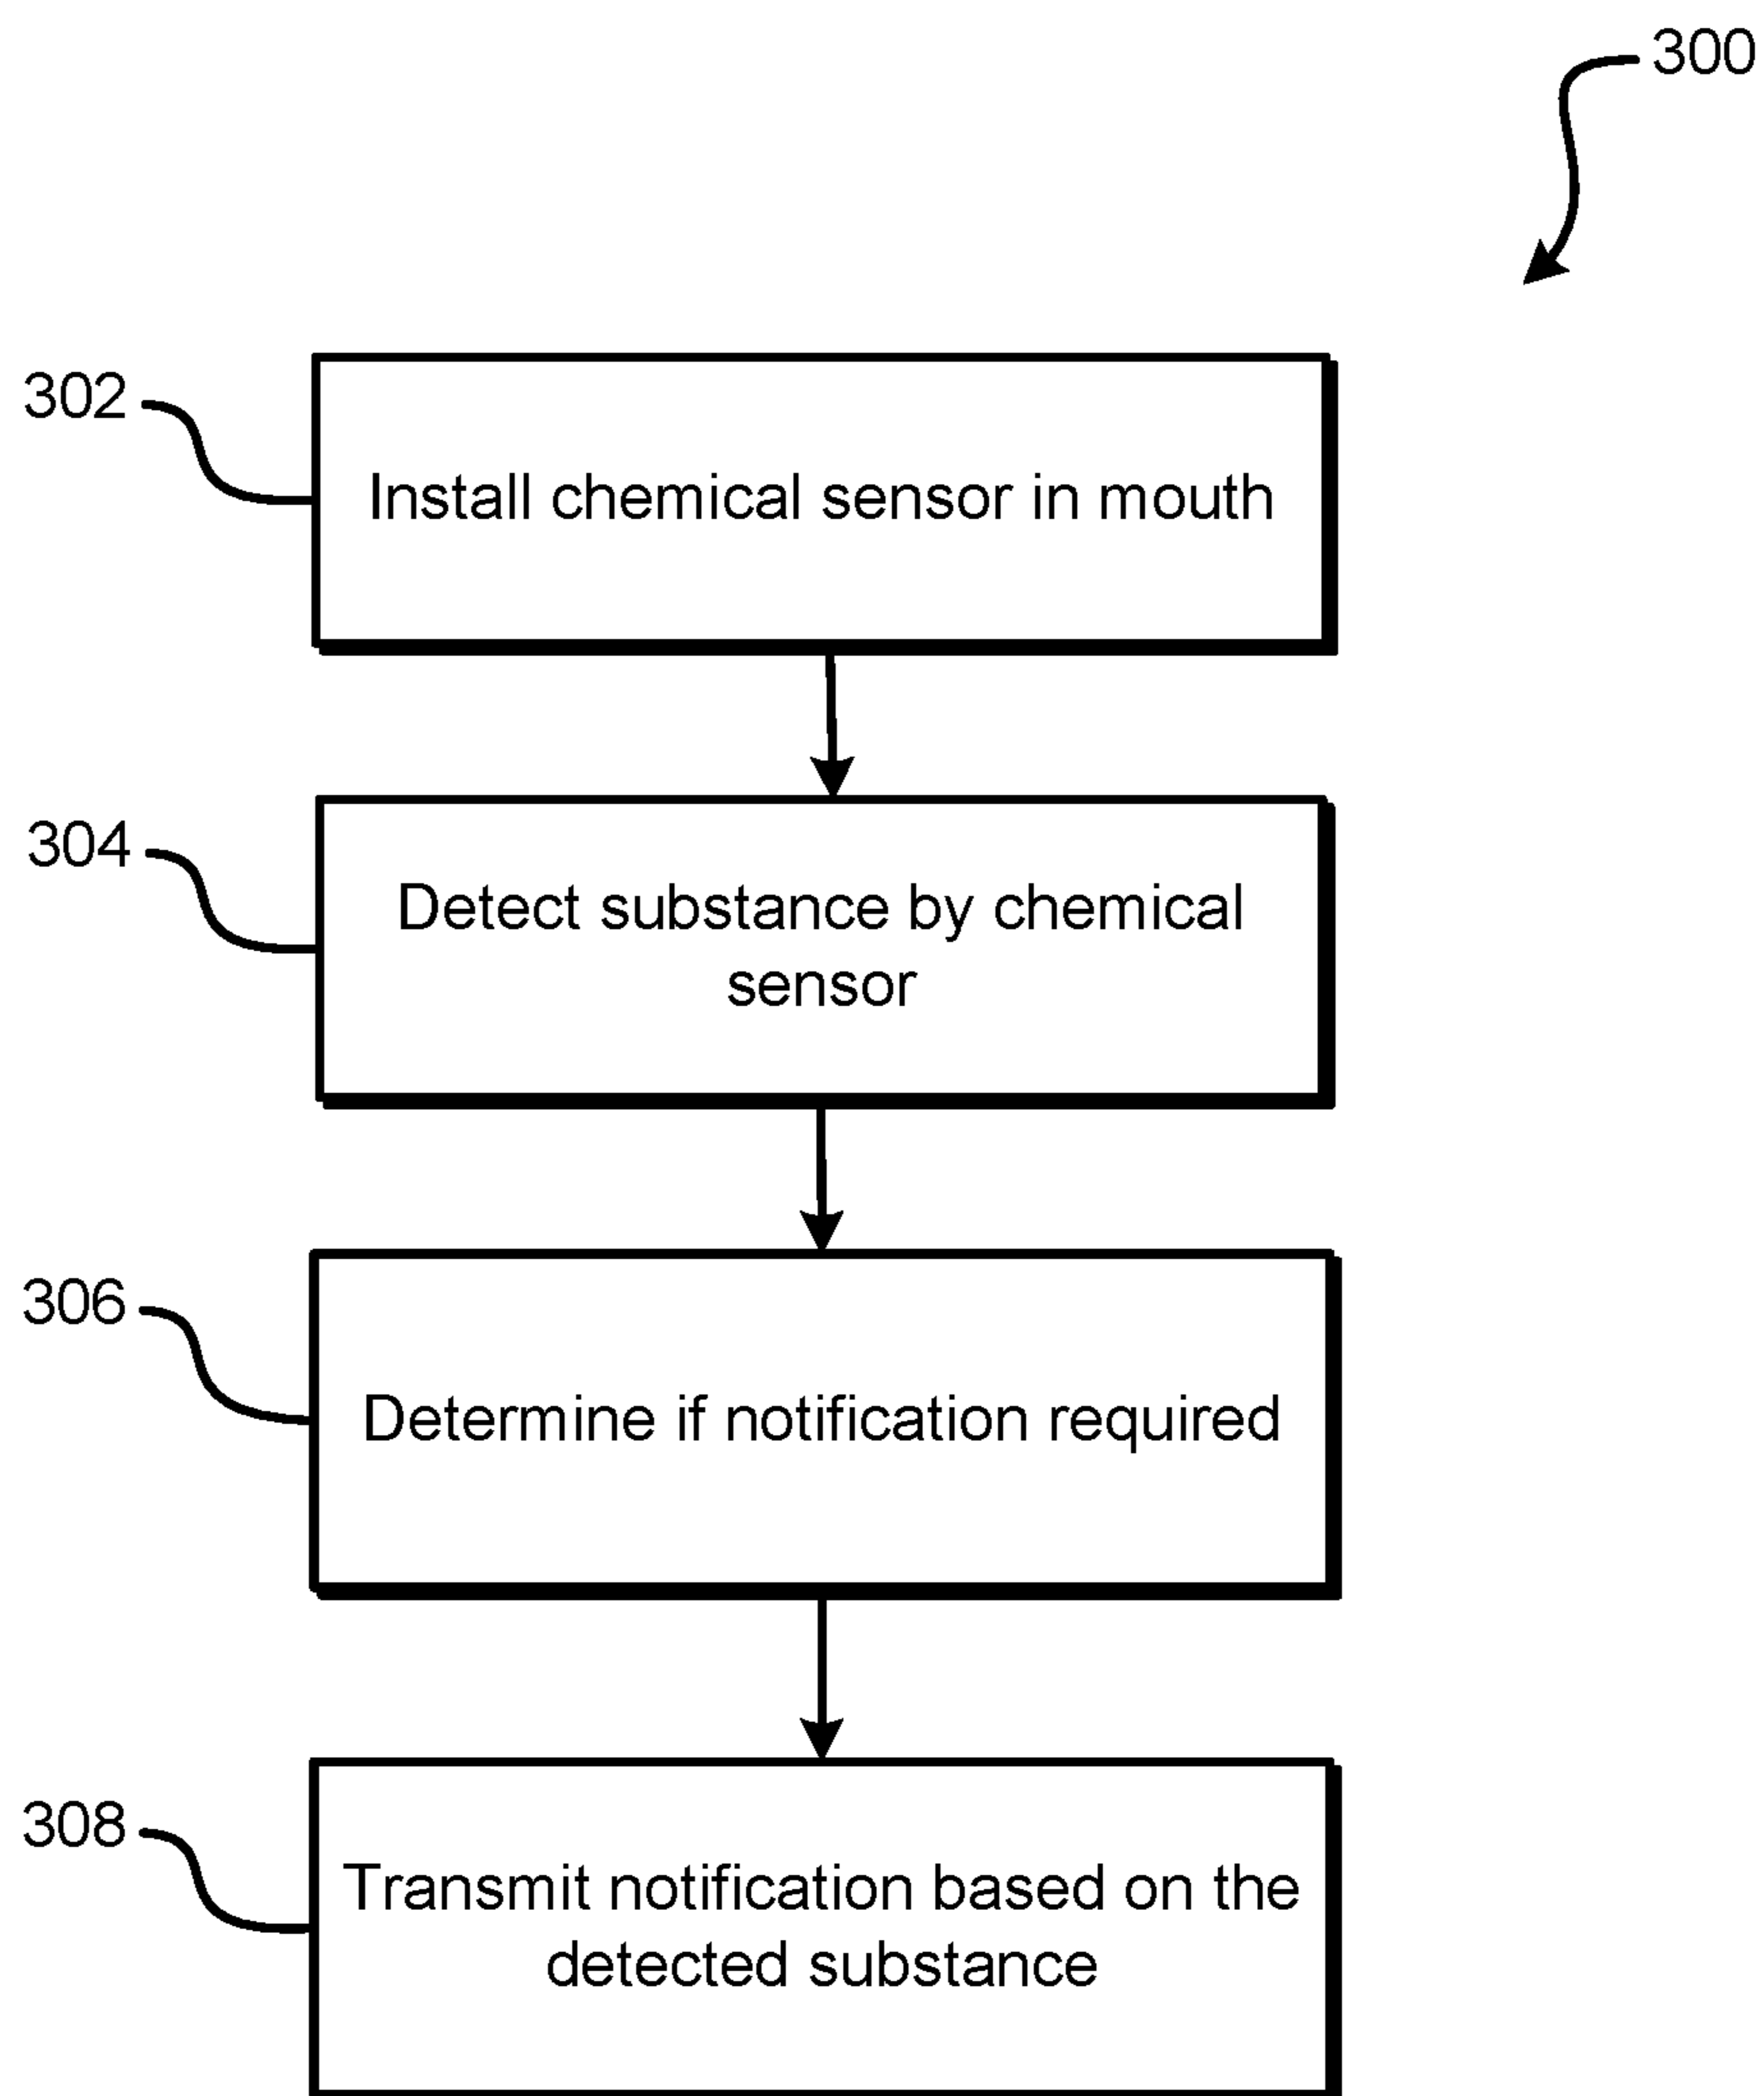 300
302
Install chemical sensor in mouth
304
Detect substance by chemical
sensor
306
Determine if notification required
308
Transmit notification based on the
detected substance